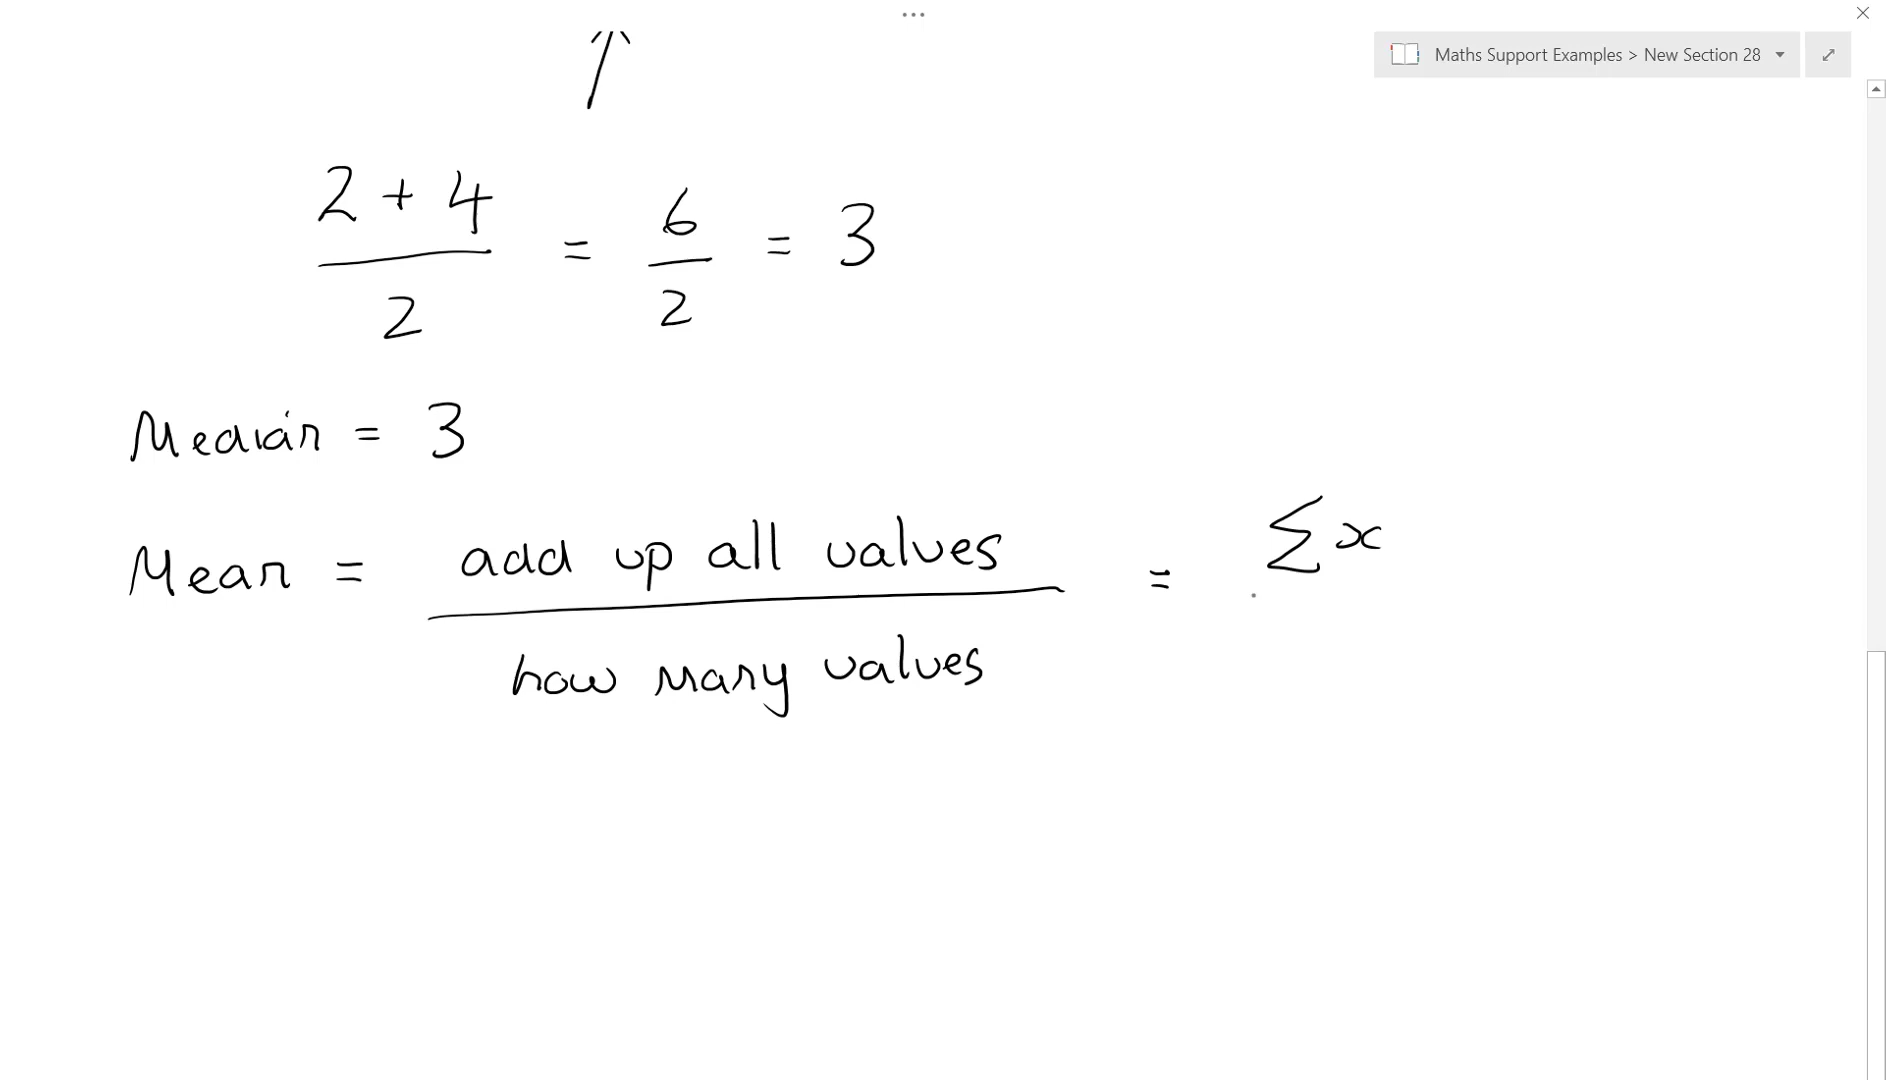 Maths Support Examples > New Section 28
2 + 4
2
= 6
2
= 3
Median = 3
Mean = add up all values
how many values
= Σx